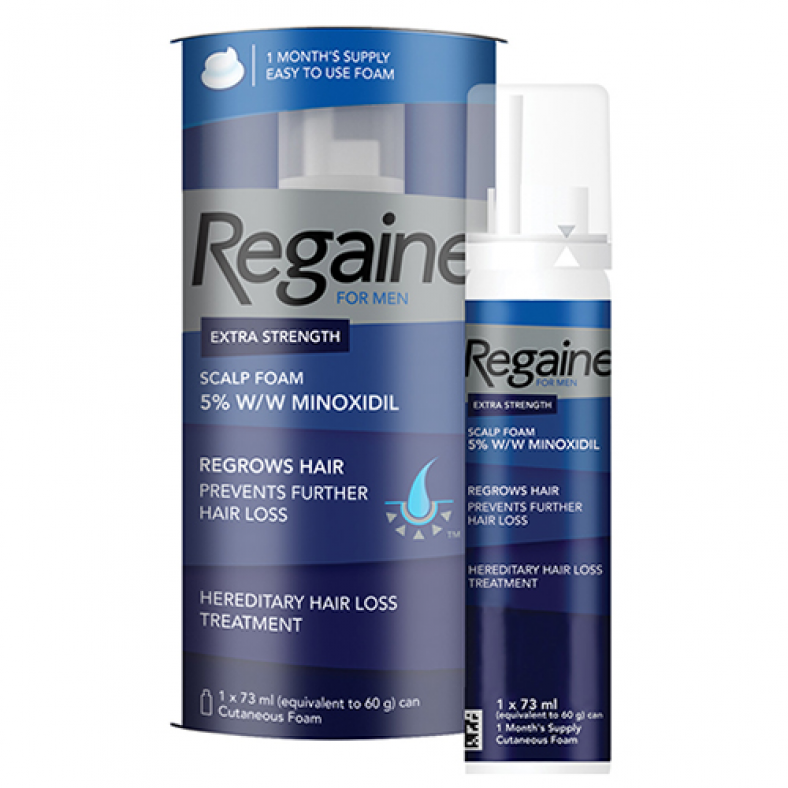 1 MONTH'S SUPPLY
EASY TO USE FOAM
Regaine
FOR MEN
EXTRA STRENGTH
SCALP FOAM
5% W/W MINOXIDIL
REGROWS HAIR
PREVENTS FURTHER
HAIR LOSS
TM
HEREDITARY HAIR LOSS
TREATMENT
1 x 73 ml (equivalent to 60 g) can
Cutaneous Foam
Regaine
FOR MEN
EXTRA STRENGTH
SCALP FOAM
5% W/W MINOXIDIL
REGROWS HAIR
PREVENTS FURTHER
HAIR LOSS
HEREDITARY HAIR LOSS
TREATMENT
1 x 73 ml
(equivalent to 60 g) can
1 Month's Supply
Cutaneous Foam